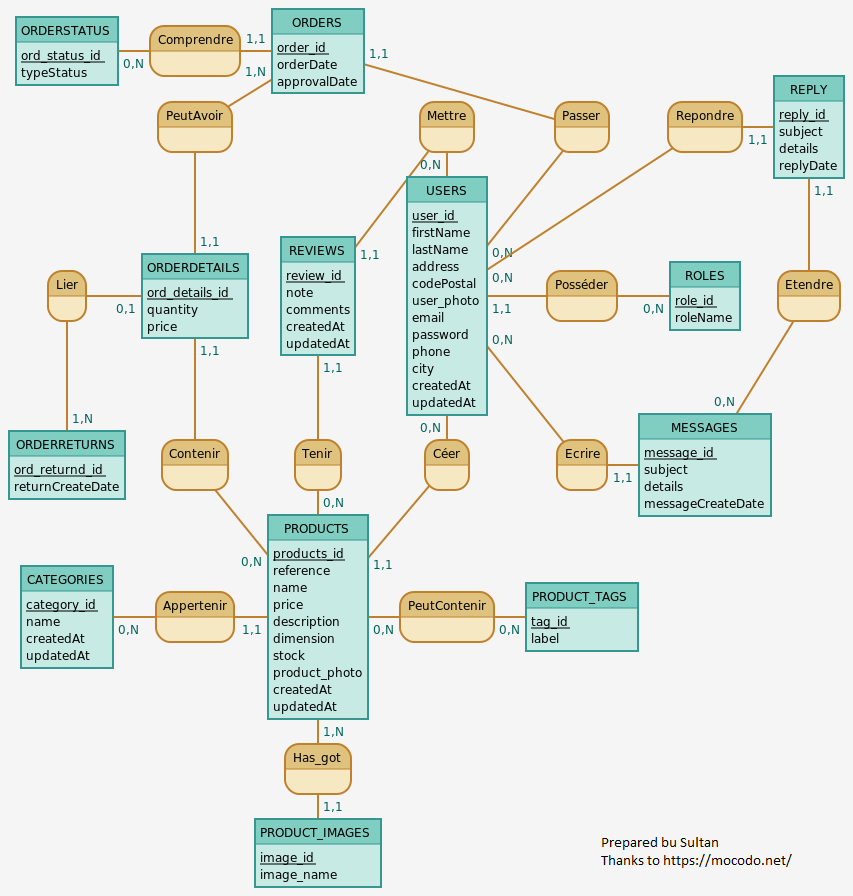 ORDERSTATUS
ord_status_id
typeStatus
0,N
Comprendre
1,1
ORDERS
order_id
orderDate
approvalDate
1,N
1,1
PeutAvoir
1,1
Mettre
0,N
1,1
Passer
0,N
Repondre
1,1
0,N
REPLY
reply_id
subject
details
replyDate
1,1
USERS
user_id
firstName
lastName
address
codePostal
user_photo
email
password
phone
city
createdAt
updatedAt
REVIEWS
review_id
note
comments
createdAt
updatedAt
1,1
ORDERDETAILS
ord_details_id
quantity
price
1,1
Lier
0,1
1,N
1,1
Posséder
0,N
ROLES
role_id
roleName
Etendre
0,N
0,N
ORDERRETURNS
ord_returnd_id
returnCreateDate
Contenir
0,N
Tenir
0,N
0,N
Céer
1,1
Ecrire
1,1
MESSAGES
message_id
subject
details
messageCreateDate
PRODUCTS
products_id
reference
name
price
description
dimension
stock
product_photo
createdAt
updatedAt
CATEGORIES
category_id
name
createdAt
updatedAt
0,N
Appertenir
1,1
0,N
PeutContenir
0,N
PRODUCT_TAGS
tag_id
label
1,N
Has_got
1,1
PRODUCT_IMAGES
image_id
image_name
Prepared bu Sultan
Thanks to https://mocodo.net/